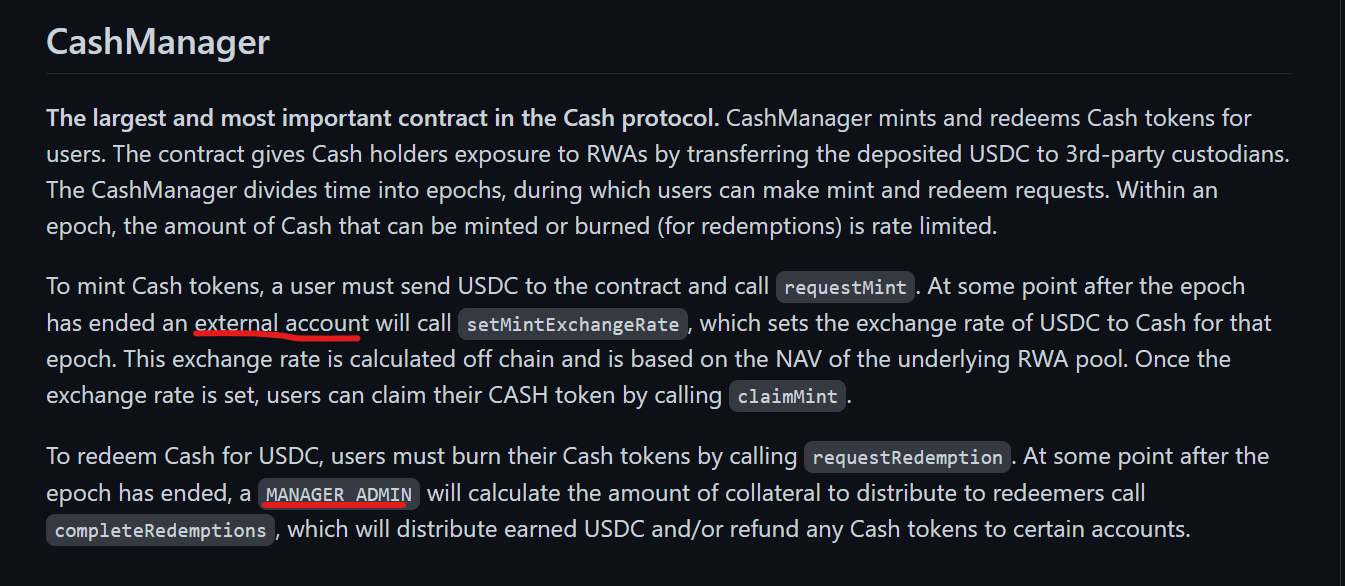 CashManager
The largest and most important contract in the Cash protocol. CashManager mints and redeems Cash tokens for
users. The contract gives Cash holders exposure to RWAs by transferring the deposited USDC to 3rd-party custodians.
The CashManager divides time into epochs, during which users can make mint and redeem requests. Within an
epoch, the amount of Cash that can be minted or burned (for redemptions) is rate limited.
To mint Cash tokens, a user must send USDC to the contract and call requestMint. At some point after the epoch
has ended an external account will call setMintExchangeRate, which sets the exchange rate of USDC to Cash for that
epoch. This exchange rate is calculated off chain and is based on the NAV of the underlying RWA pool. Once the
exchange rate is set, users can claim their CASH token by calling claimMint.
To redeem Cash for USDC, users must burn their Cash tokens by calling requestRedemption. At some point after the
epoch has ended, a MANAGER_ADMIN will calculate the amount of collateral to distribute to redeemers call
completeRedemptions, which will distribute earned USDC and/or refund any Cash tokens to certain accounts.